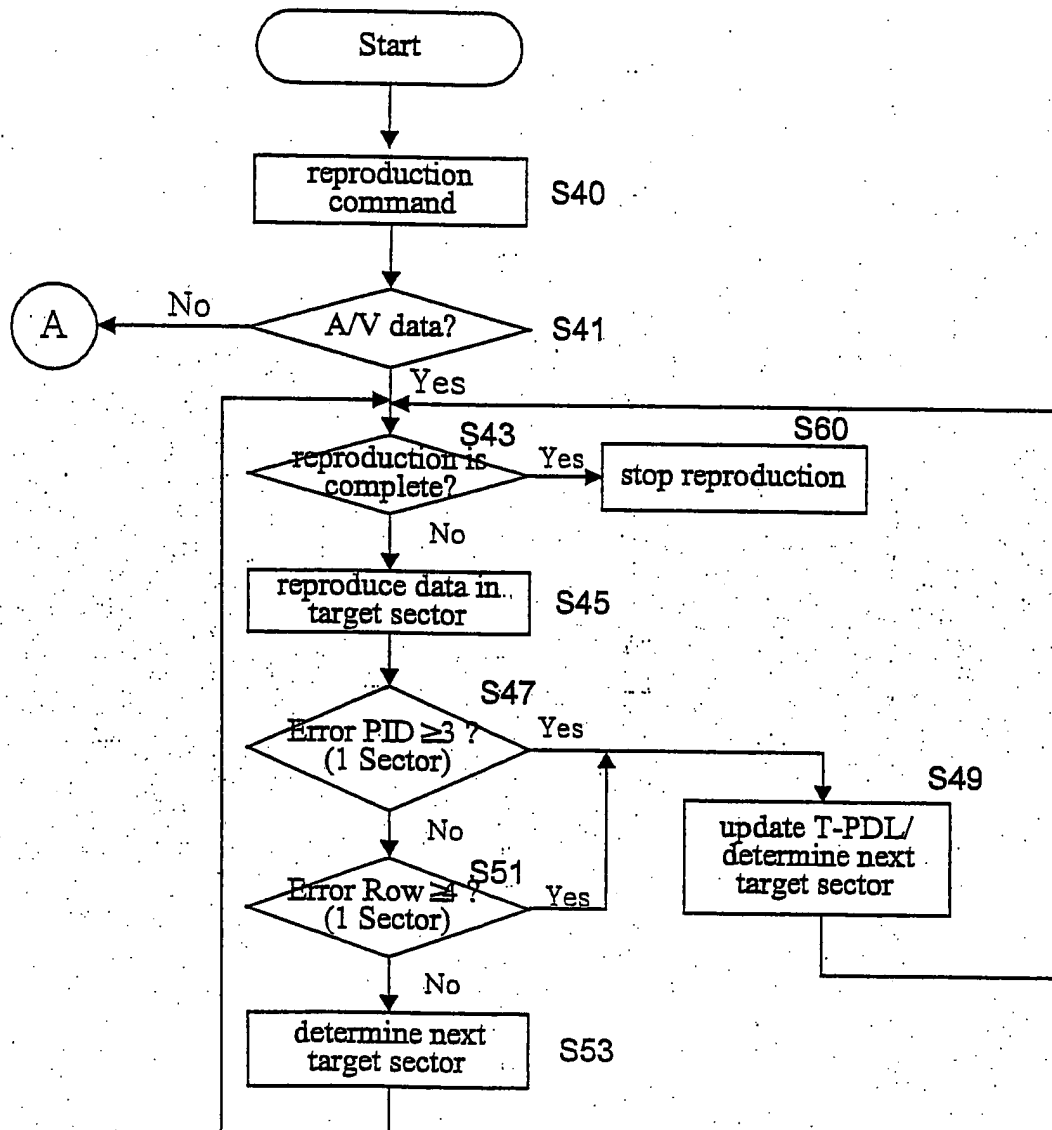 Start
reproduction
command
S40
A
No
A/V data?
S41
Yes
S43
reproduction is
complete?
Yes
S60
stop reproduction
No
reproduce data in
target sector
S45
S47
Error PID ≥3 ?
(1 Sector)
Yes
S49
update T-PDL/
determine next
target sector
No
S51
Error Row ≧4 ?
(1 Sector)
Yes
No
determine next
target sector
S53